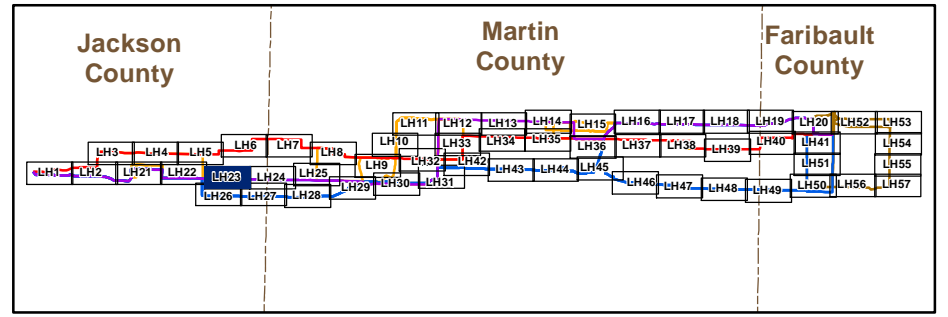 Jackson
County
Martin
County
Faribault
County
LH11 LH12 LH13 LH14 LH15 LH16 LH17 LH18 LH19 LH20 LH52 LH53
LH10 LH33 LH34 LH35 LH36 LH37 LH38 LH39 LH40 LH41 LH54
LH3 LH4 LH5 LH6 LH7 LH8 LH9 LH32 LH42 LH51 LH55
LH1 LH2 LH21 LH22 LH23 LH24 LH25 LH29 LH30 LH31 LH43 LH44 LH45 LH46 LH47 LH48 LH49 LH50 LH56 LH57
LH26 LH27 LH28